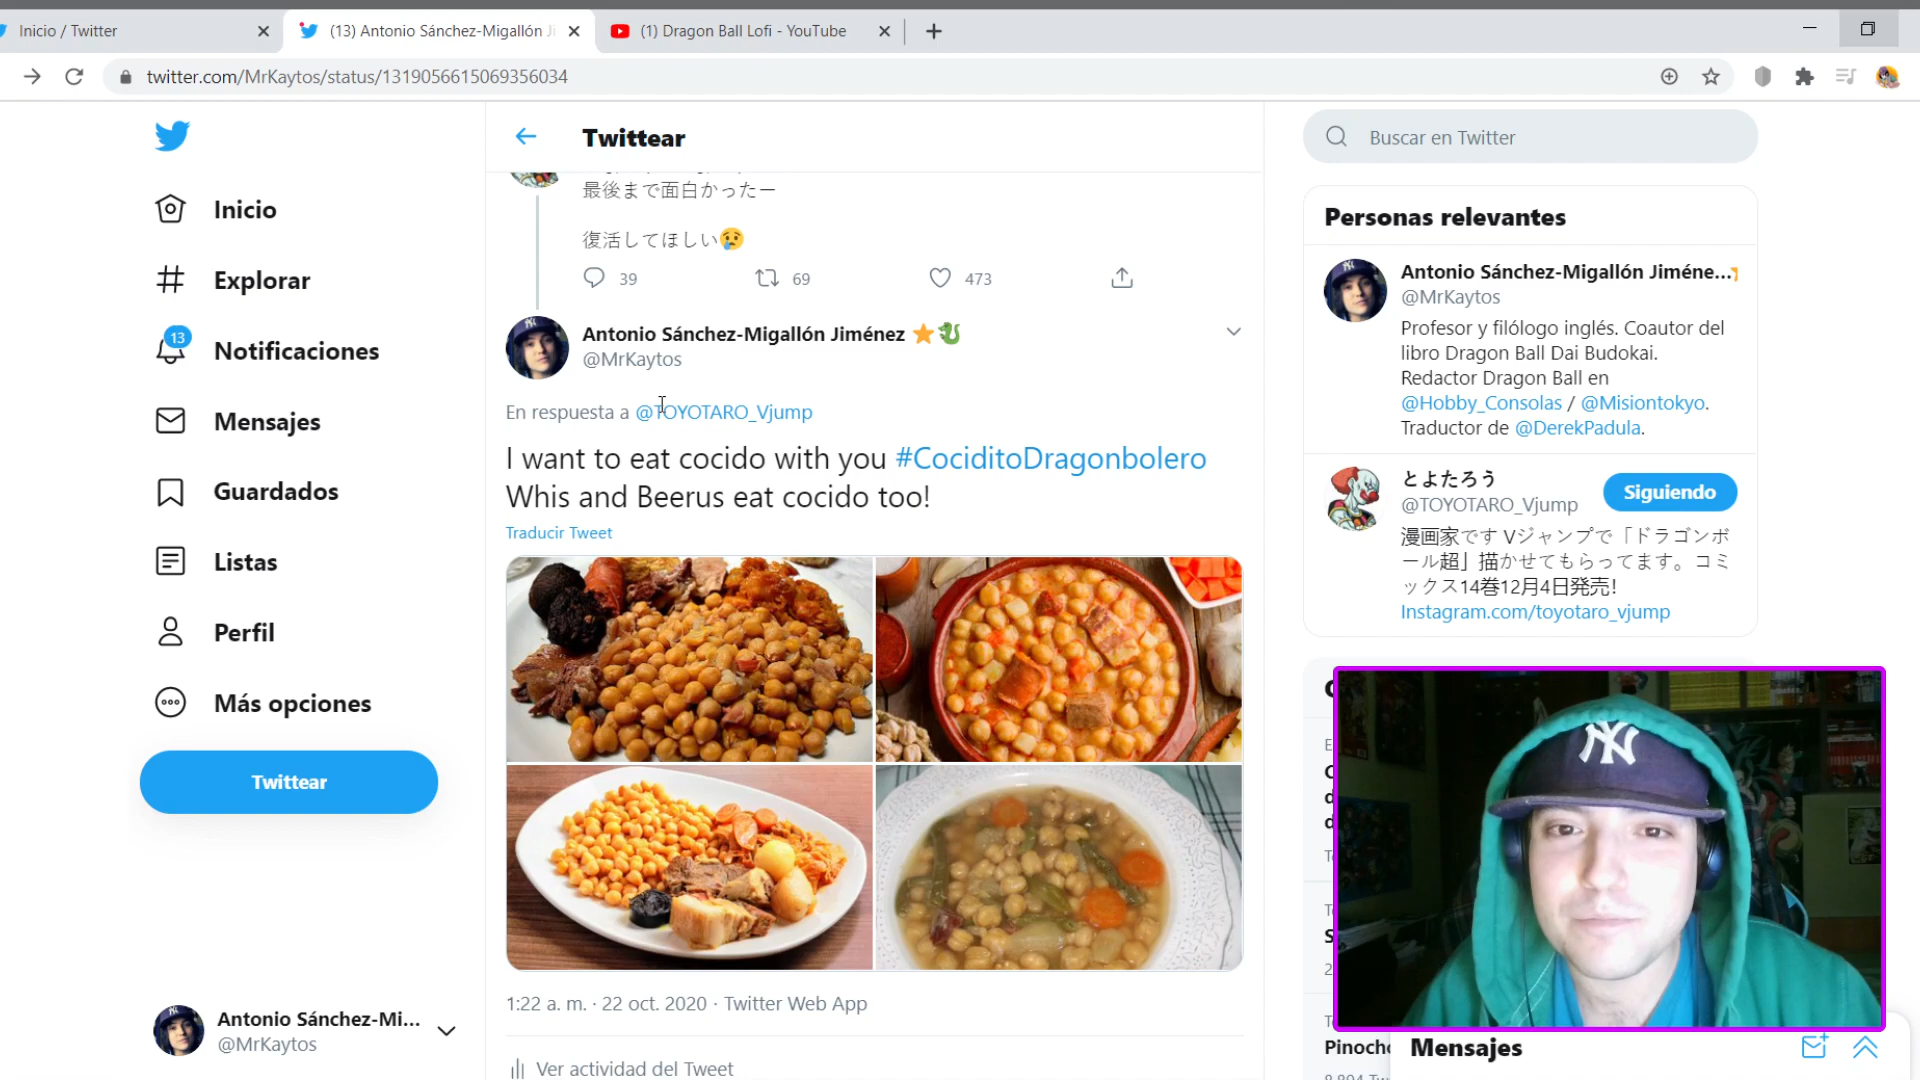 Inicio / Twitter
(13) Antonio Sánchez-Migallón Ji
(1) Dragon Ball Lofi - YouTube
twitter.com/MrKaytos/status/1319056615069356034
Inicio
Explorar
13
Notificaciones
Mensajes
Guardados
Listas
Perfil
Más opciones
Twittear
Antonio Sánchez-Mi...
@MrKaytos
Twittear
最後まで面白かったー
復活してほしい😢
39
69
473
Antonio Sánchez-Migallón Jiménez ⭐🐉
@MrKaytos
En respuesta a @TOYOTARO_Vjump
I want to eat cocido with you #CociditoDragonbolero
Whis and Beerus eat cocido too!
Traducir Tweet
1:22 a. m. · 22 oct. 2020 · Twitter Web App
Ver actividad del Tweet
Buscar en Twitter
Personas relevantes
Antonio Sánchez-Migallón Jiméne...
@MrKaytos
Profesor y filólogo inglés. Coautor del
libro Dragon Ball Dai Budokai.
Redactor Dragon Ball en
@Hobby_Consolas / @Misiontokyo.
Traductor de @DerekPadula.
とよたろう
@TOYOTARO_Vjump
Siguiendo
漫画家です Vジャンプで「ドラゴンボ
ール超」描かせてもらってます。コミ
ックス14巻12月4日発売!
Instagram.com/toyotaro_vjump
NY
Pinoch
Mensajes